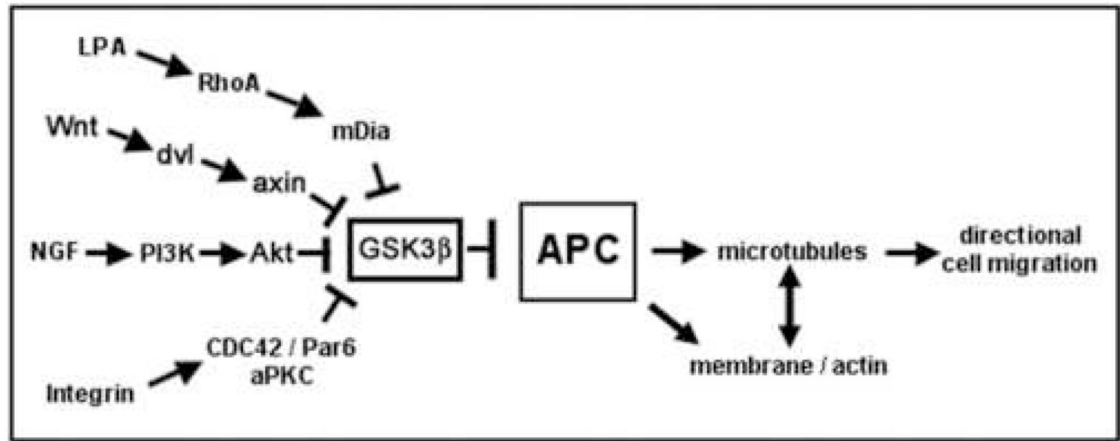 LPA
RhoA
mDia
Wnt
dvl
axin
NGF
PI3K
Akt
GSK3β
APC
microtubules
directional
cell migration
CDC42 / Par6
aPKC
Integrin
membrane / actin